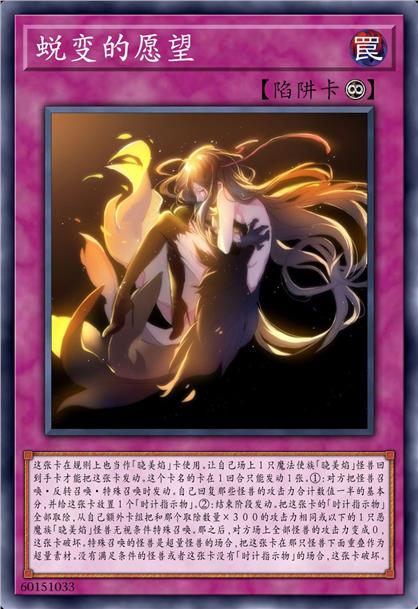 蜕变的愿望
罠
【陷阱卡】
这张卡在规则上也当作「晓美焰」卡使用。让自己场上1只魔法使族「晓美焰」怪兽回
到手卡才能把这张卡发动。这个卡名的卡在1回合只能发动1张。①:对方把怪兽召
唤·反转召唤·特殊召唤时发动。自己回复那些怪兽的攻击力合计数值一半的基本
分,并给这张卡放置1个「时计指示物」。②:结束阶段发动。把这张卡的「时计指示物」
全部取除,从自己额外卡组把和那个取除数量×300的攻击力相同或以下的1只恶
魔族「晓美焰」怪兽无视条件特殊召唤。那之后,对方场上全部怪兽的攻击力变成0,
这张卡破坏。特殊召唤的怪兽是超量怪兽的场合,把这张卡在那只怪兽下面重叠作为
超量素材。没有满足条件的怪兽或者这张卡没有「时计指示物」的场合,这张卡破坏。
60151033